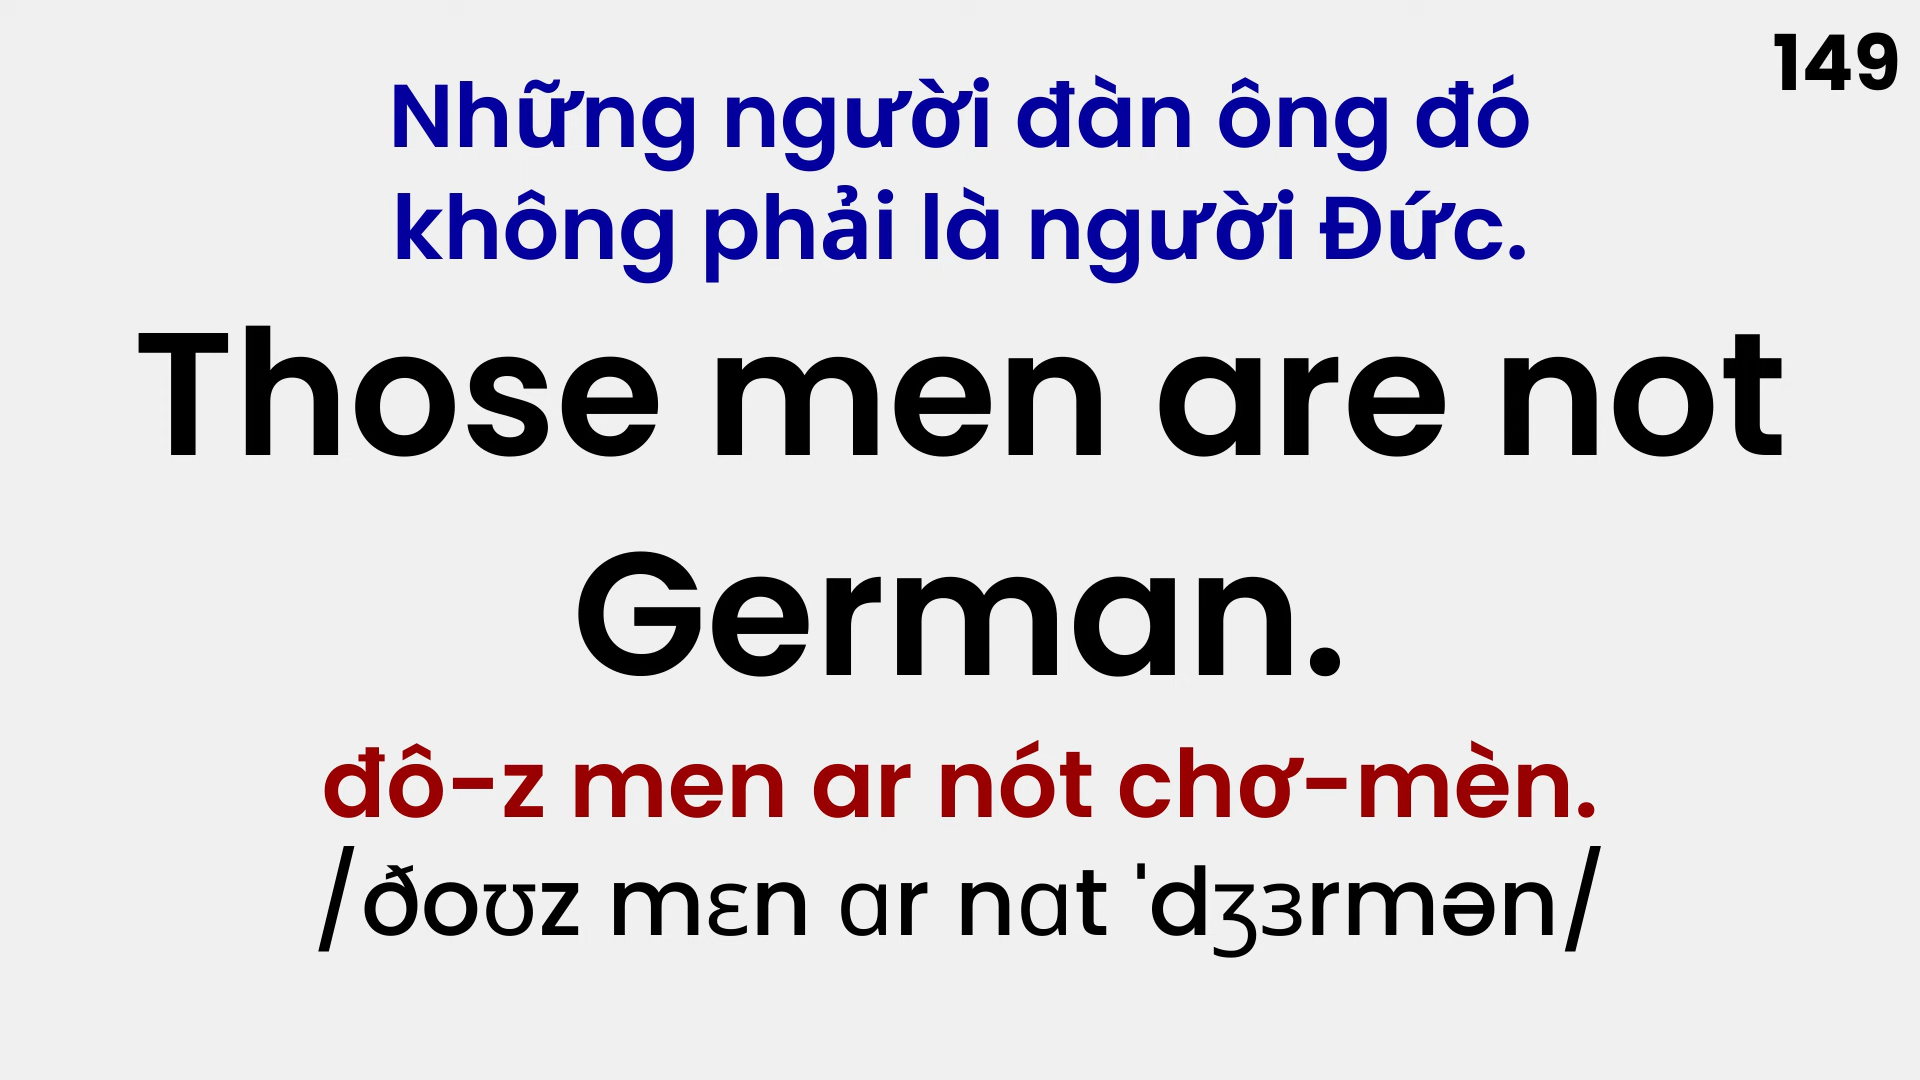 149
Những người đàn ông đó
không phải là người Đức.
Those men are not
German.
đô-z men ar nót chơ-mèn.
/ðoʊz mɛn ɑr nɑt ˈdʒɜrmən/